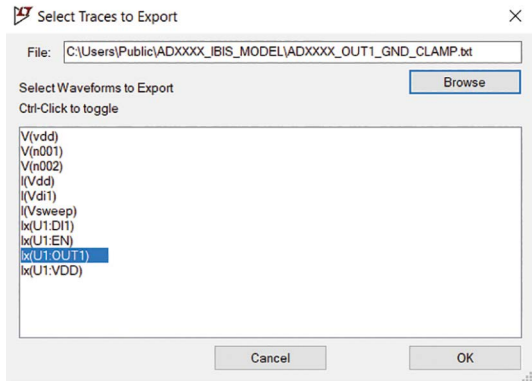 Select Traces to Export
File: C:\Users\Public\ADXXXX_IBIS_MODEL\ADXXXX_OUT1_GND_CLAMP.txt
Select Waveforms to Export
Browse
Ctrl-Click to toggle
V(vdd)
V(n001)
V(n002)
I(Vdd)
I(Vdi1)
I(Vsweep)
Ix(U1:DI1)
Ix(U1:EN)
Ix(U1:OUT1)
Ix(U1:VDD)
Cancel
OK